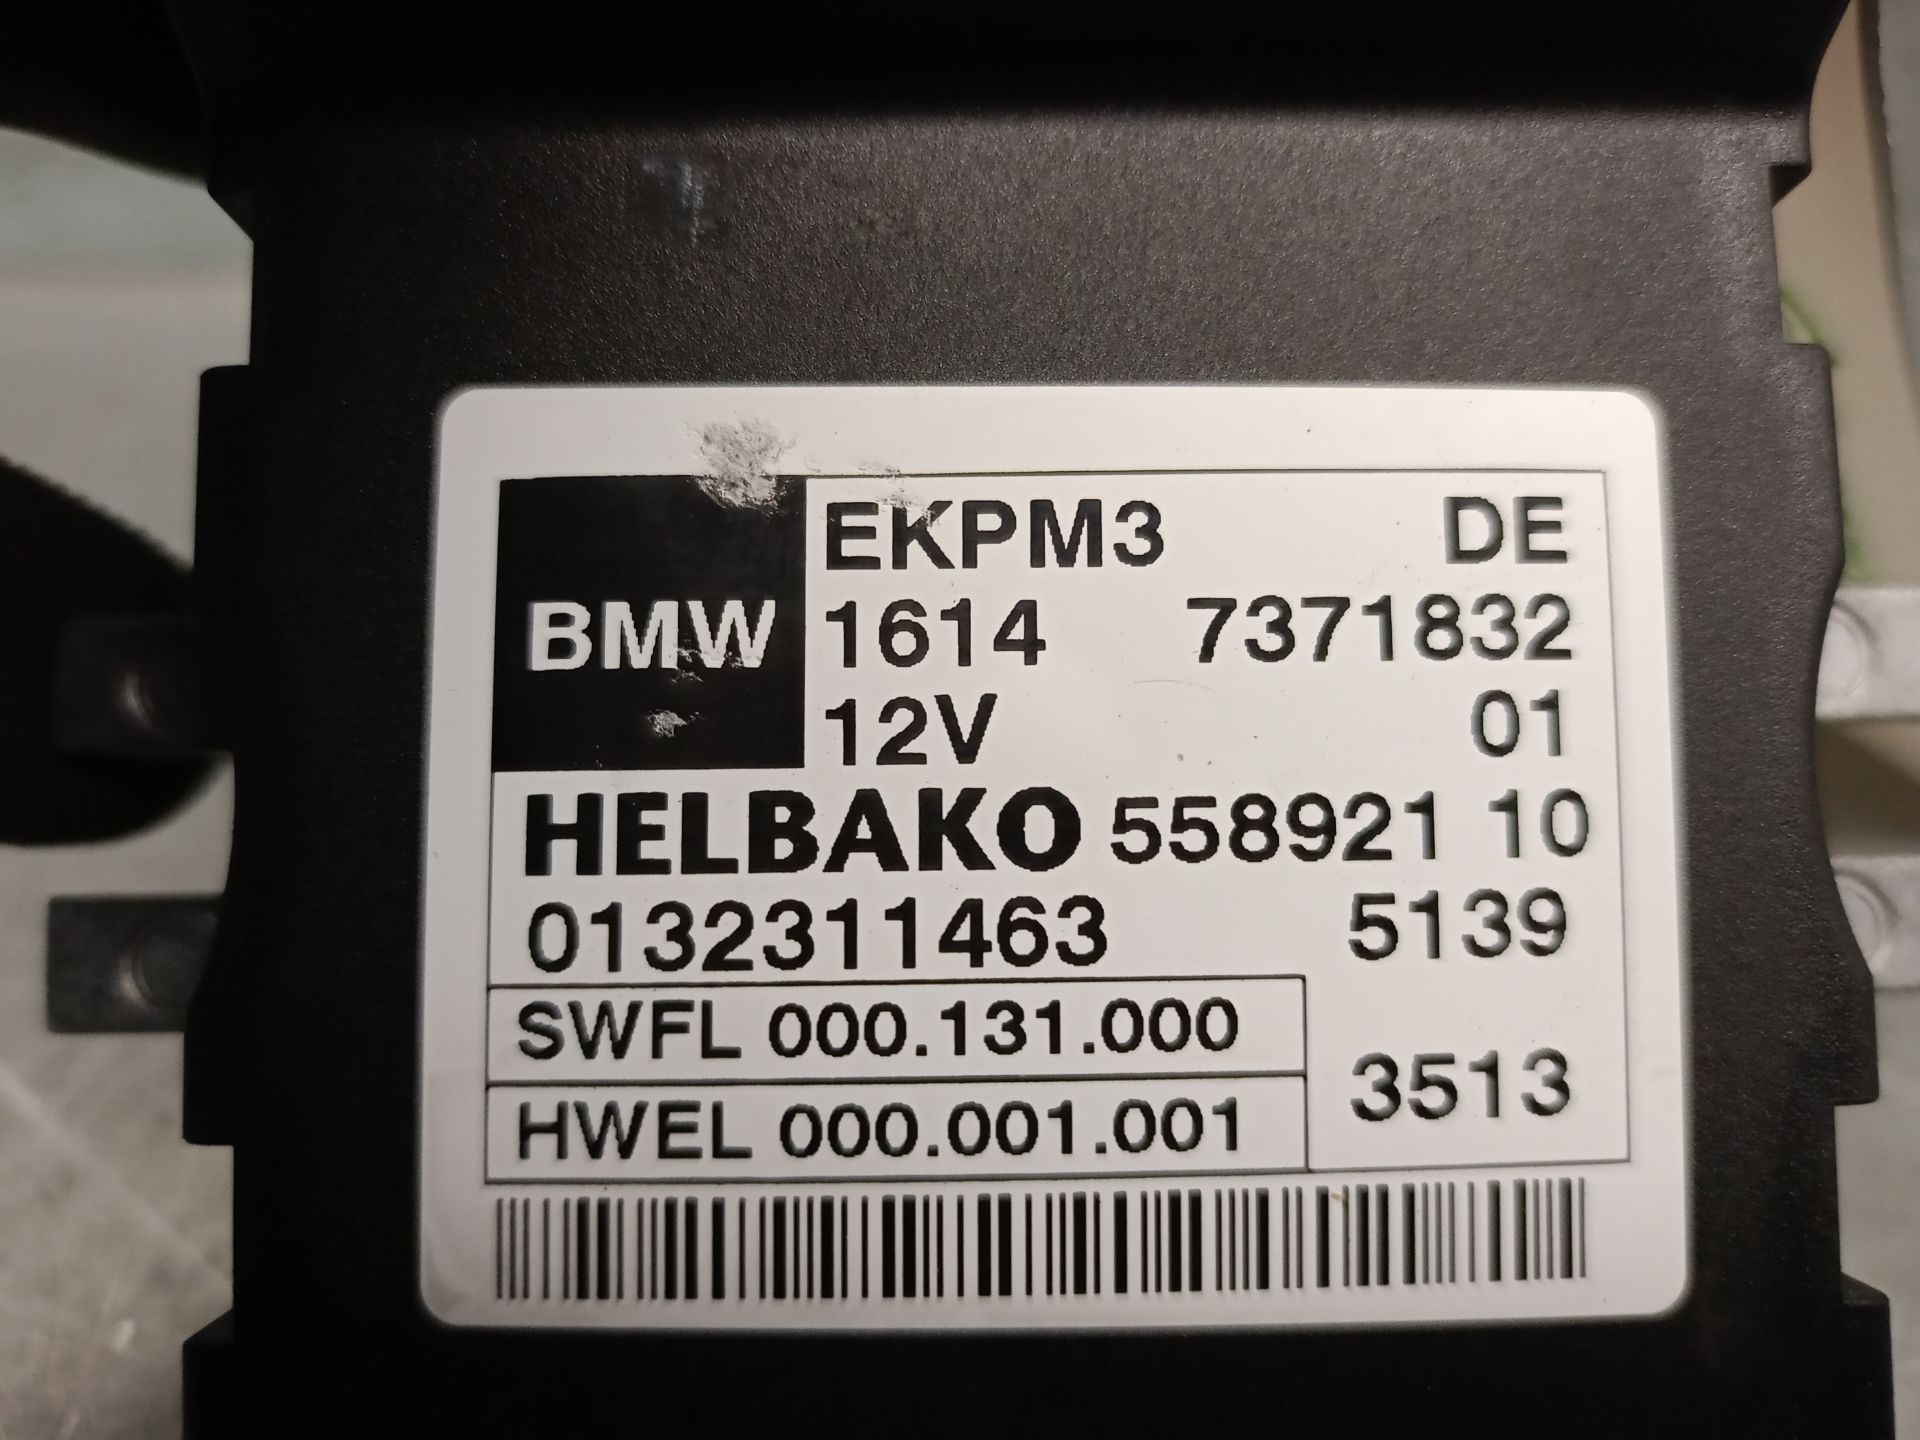 BMW
EKPM3 DE
1614 7371832
12V 01
HELBAKO 558921 10
01323311463 5139
SWFL 000.131.000
HWEL 000.001.001
3513